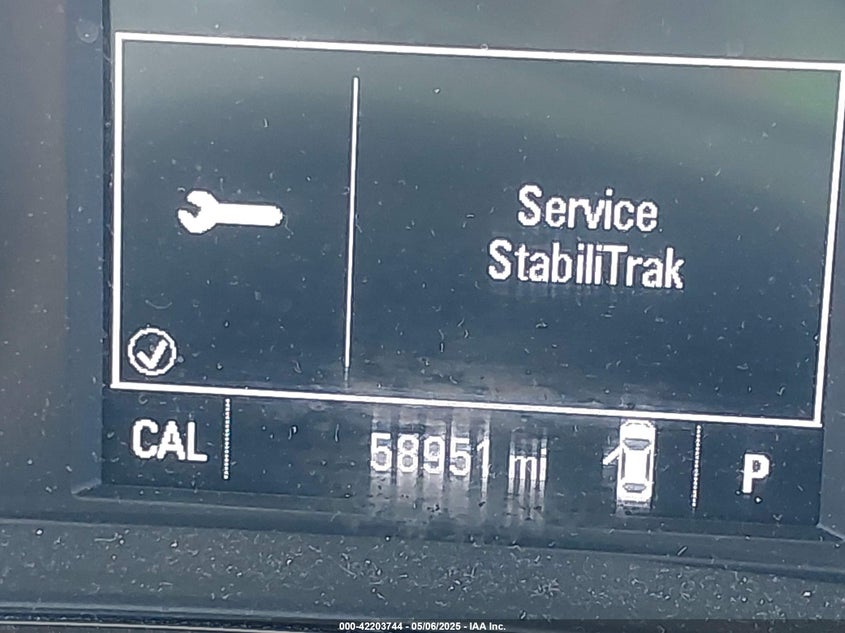 Service
StabiliTrak
CAL
58951 mi
P
000-42203744 - 05/06/2025 - IAA Inc.